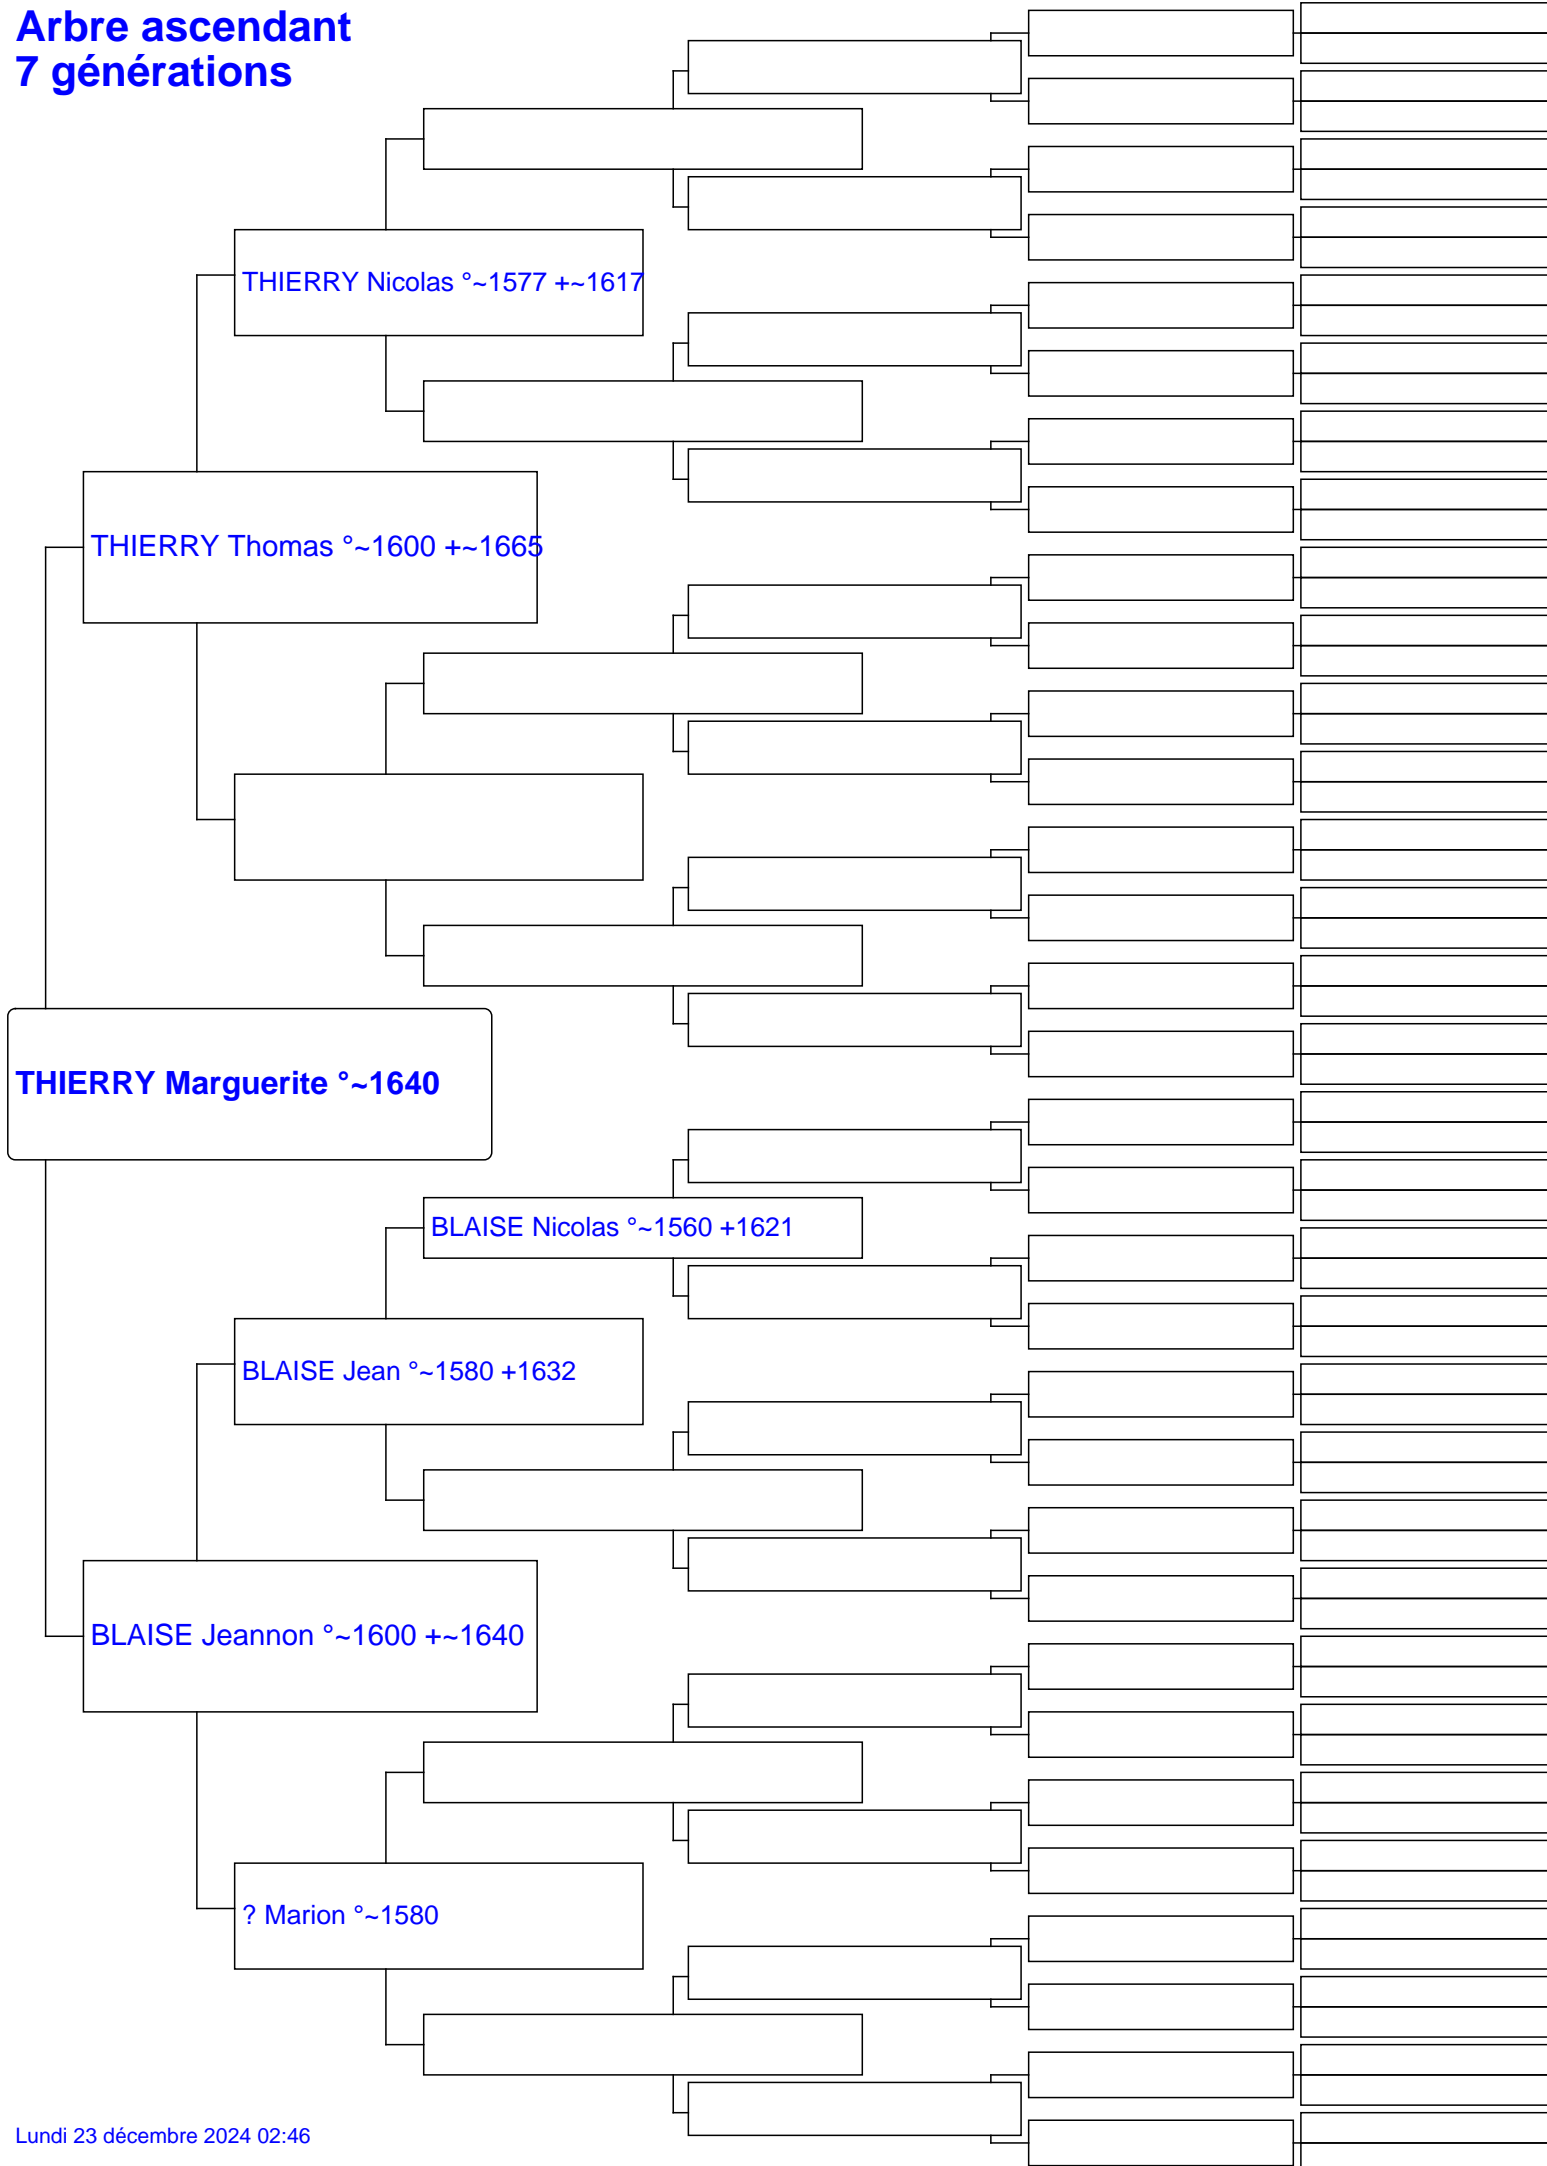 Arbre ascendant
7 générations
THIERRY Nicolas °~1577 +~1617
THIERRY Thomas °~1600 +~1665
THIERRY Marguerite °~1640
BLAISE Nicolas °~1560 +1621
BLAISE Jean °~1580 +1632
BLAISE Jeannon °~1600 +~1640
? Marion °~1580
Lundi 23 décembre 2024 02:46